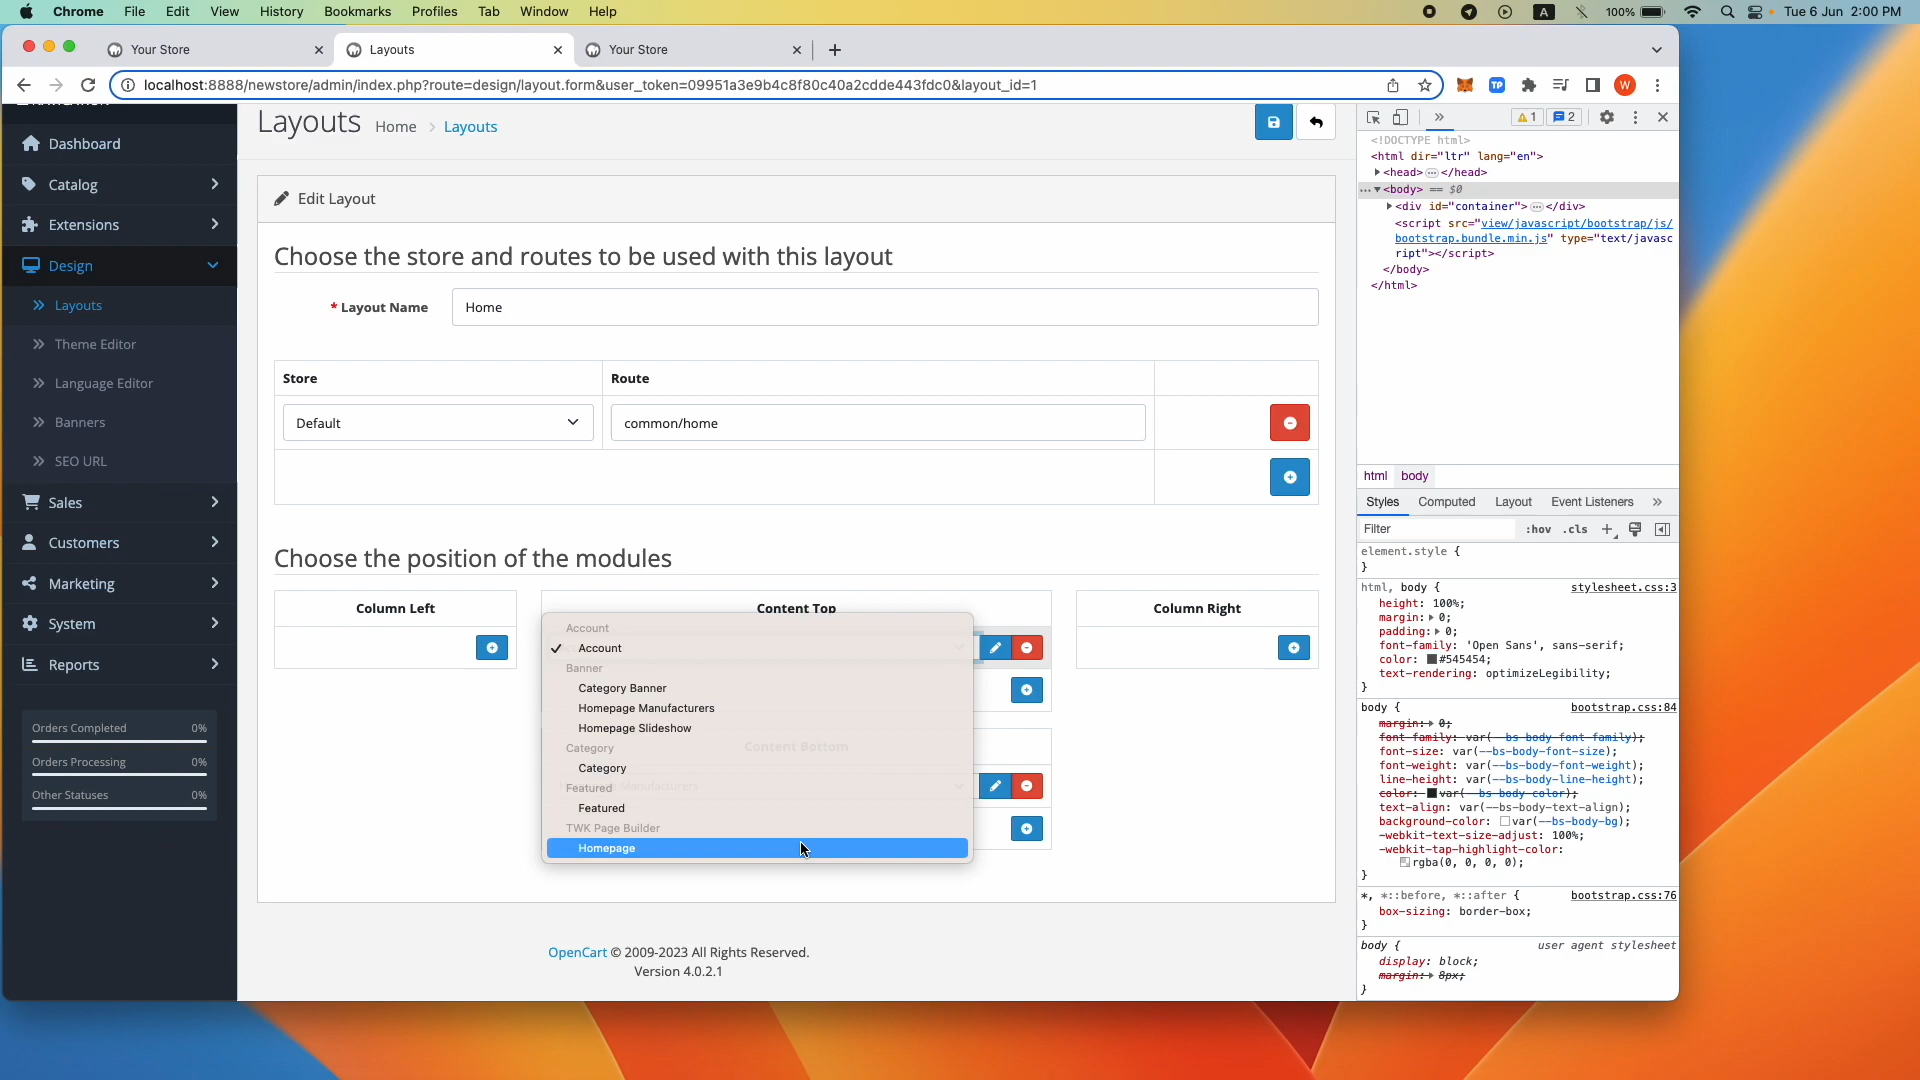 Chrome File Edit View History Bookmarks Profiles Tab Window Help
A 100% Tue 6 Jun 2:00 PM
Your Store
Layouts
Your Store
localhost:8888/newstore/admin/index.php?route=design/layout.form&user_token=09951a3e9b4c8f80c40a2cdde443fdc0&layout_id=1
TP
W
Dashboard
Catalog
Extensions
Design
Layouts
Theme Editor
Language Editor
Banners
SEO URL
Sales
Customers
Marketing
System
Reports
Orders Completed 0%
Orders Processing 0%
Other Statuses 0%
Layouts Home > Layouts
Edit Layout
Choose the store and routes to be used with this layout
* Layout Name Home
Store Route
Default common/home
Choose the position of the modules
Column Left
Content Top
Column Right
Account
✓ Account
Banner
Category Banner
Homepage Manufacturers
Homepage Slideshow
Category
Content Bottom
Category
Featured
Manufacturers
Featured
TWK Page Builder
Homepage
OpenCart © 2009-2023 All Rights Reserved.
Version 4.0.2.1
» 1 2
<!DOCTYPE html>
<html dir="ltr" lang="en">
<head> ⋯ </head>
⋯ <body> == $0
<div id="container"> ⋯ </div>
<script src="view/javascript/bootstrap/js/
bootstrap.bundle.min.js" type="text/javasc
ript"></script>
</body>
</html>
html body
Styles Computed Layout Event Listeners »
Filter :hov .cls +
element.style {
}
html, body { stylesheet.css:3
height: 100%;
margin: 0;
padding: 0;
font-family: 'Open Sans', sans-serif;
color: #545454;
text-rendering: optimizeLegibility;
}
body { bootstrap.css:84
margin: 0;
font-family: var(--bs-body-font-family);
font-size: var(--bs-body-font-size);
font-weight: var(--bs-body-font-weight);
line-height: var(--bs-body-line-height);
color: var(--bs-body-color);
text-align: var(--bs-body-text-align);
background-color: var(--bs-body-bg);
-webkit-text-size-adjust: 100%;
-webkit-tap-highlight-color:
rgba(0, 0, 0, 0);
}
*, *::before, *::after { bootstrap.css:76
box-sizing: border-box;
}
body { user agent stylesheet
display: block;
margin: 8px;
}